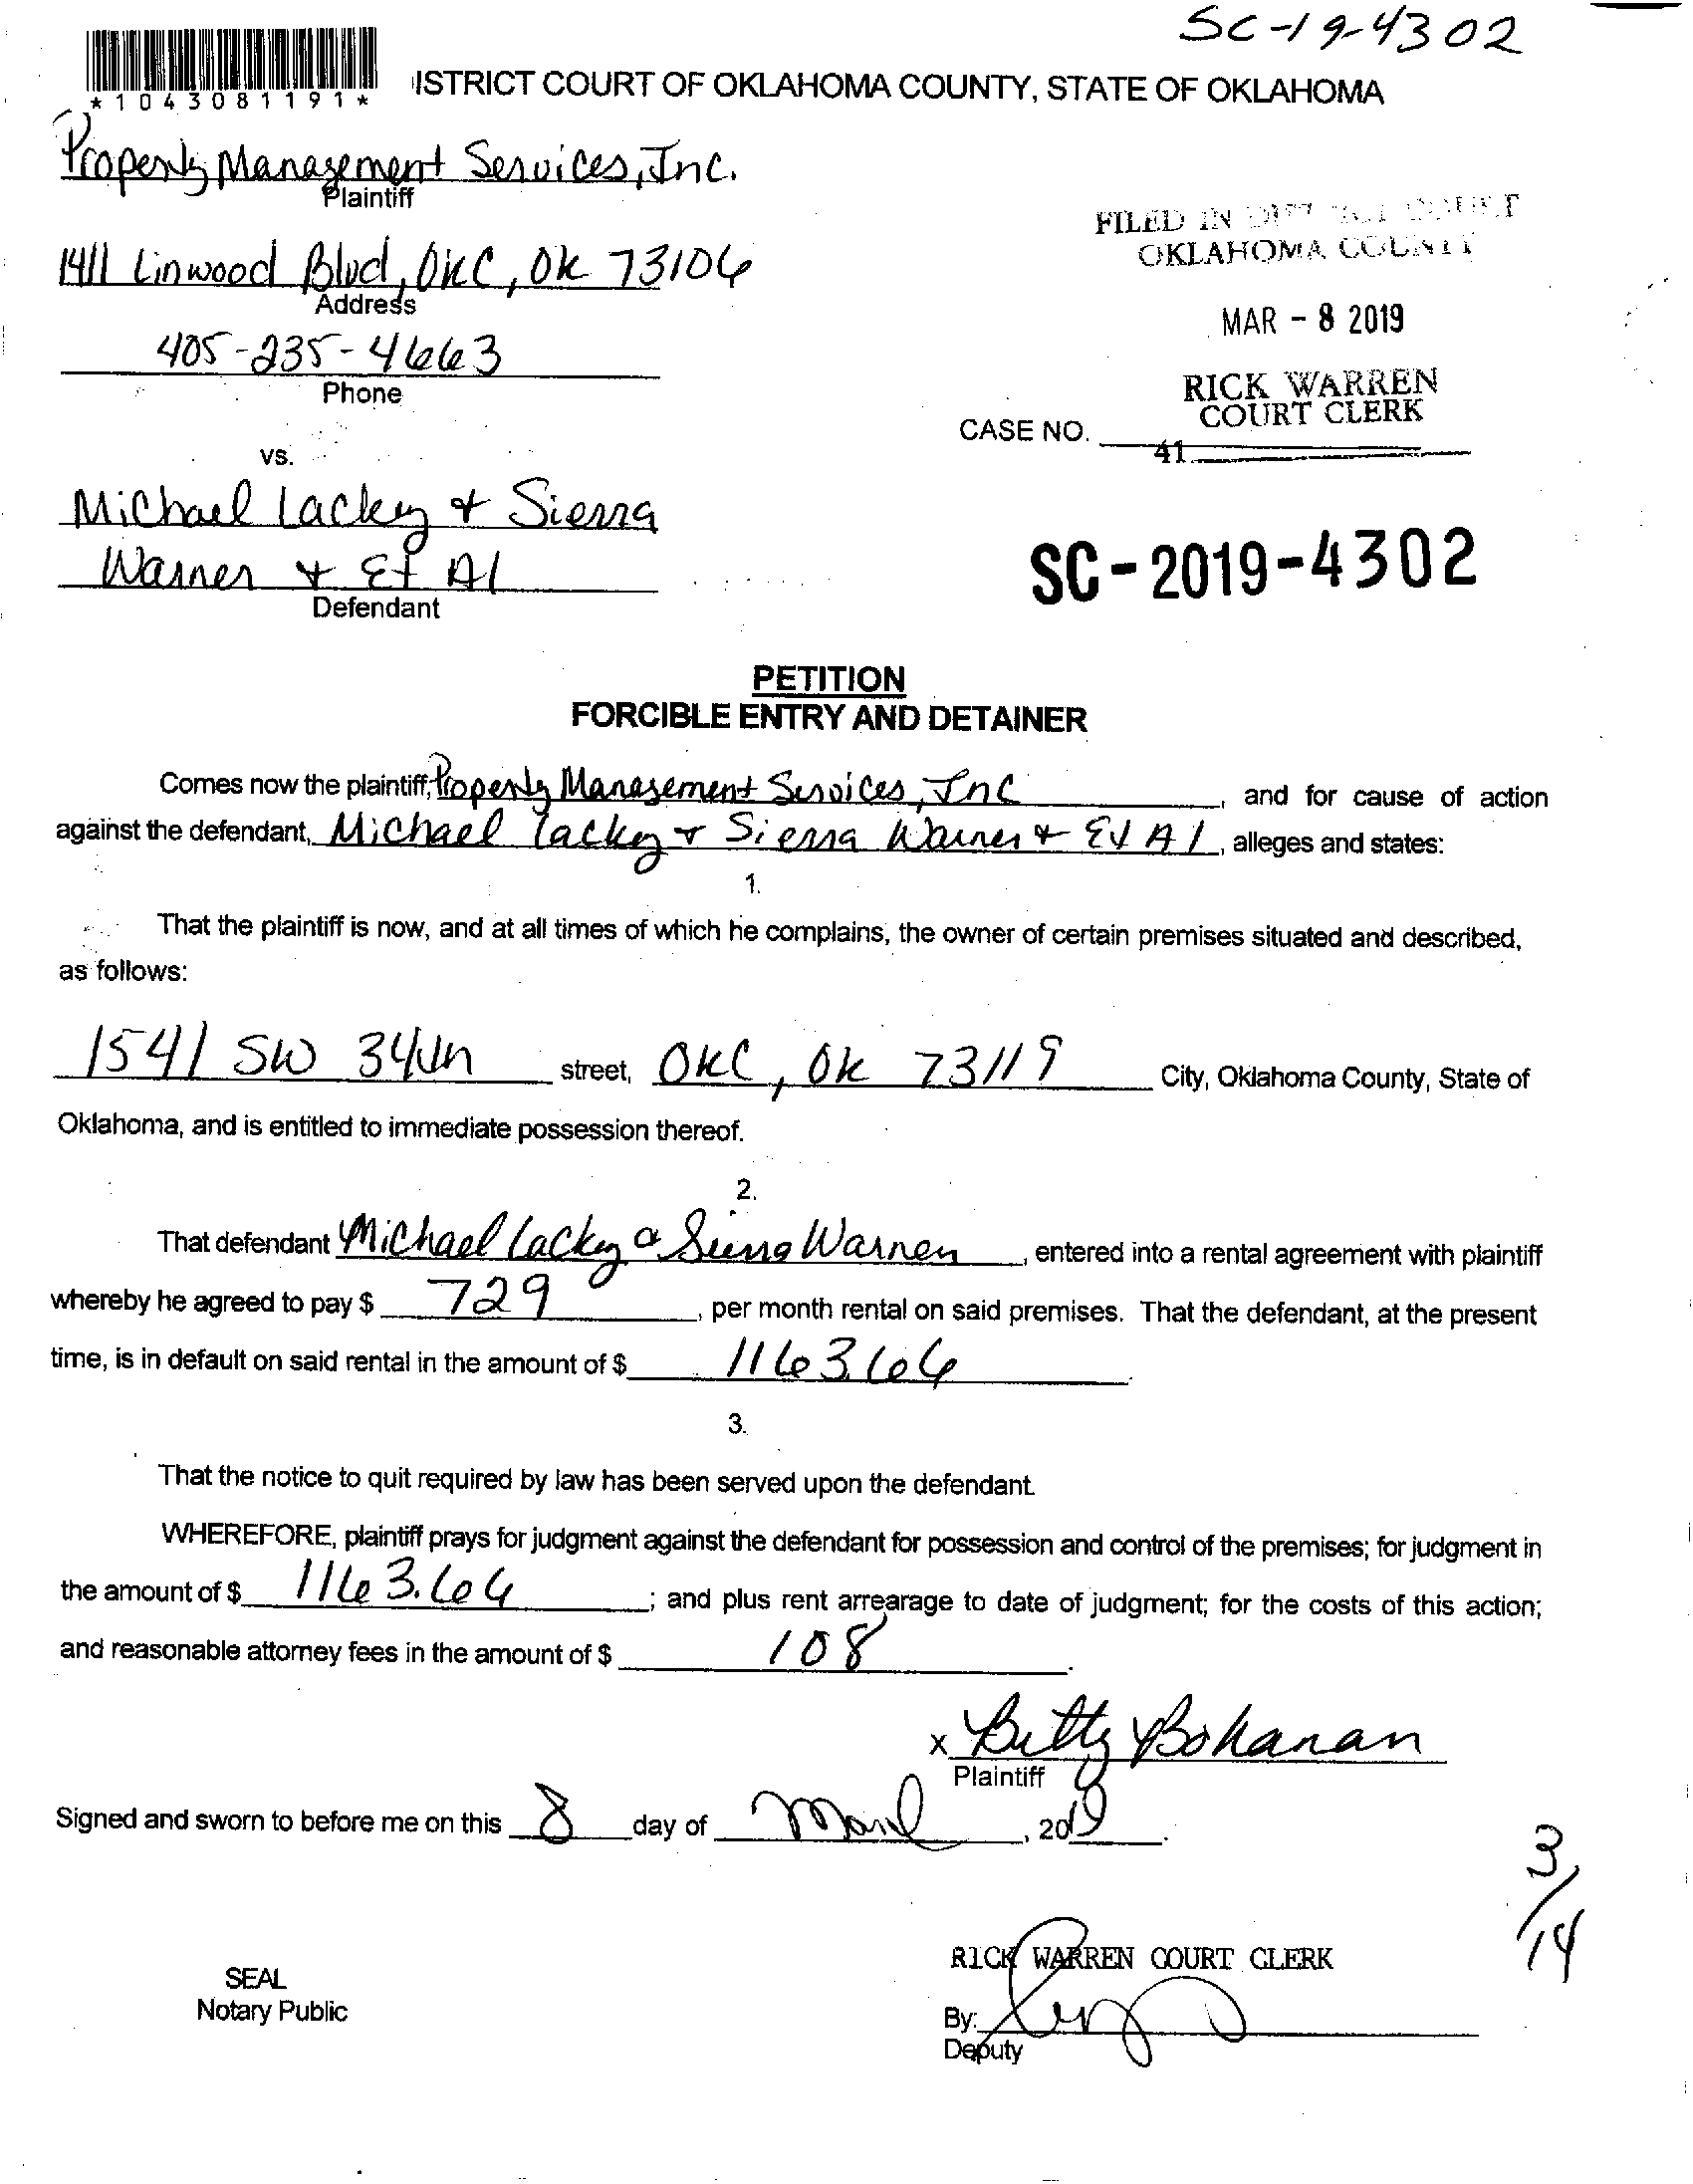 SC-19-4302
*1043081191*
ISTRICT COURT OF OKLAHOMA COUNTY, STATE OF OKLAHOMA
Property Management Services, Inc.
Plaintiff
1411 Linwood Blvd, OKC, OK 73106
Address
405-235-4663
Phone
vs.
Michael Lackey & Sierra
Warner & Et Al
Defendant
FILED IN DISTRICT COURT
OKLAHOMA COUNTY
MAR - 8 2019
RICK WARREN
COURT CLERK
CASE NO.
41
SC-2019-4302
PETITION
FORCIBLE ENTRY AND DETAINER
Comes now the plaintiff, Property Management Services, Inc, and for cause of action
against the defendant, Michael Lackey & Sierra Warner & Et Al, alleges and states:
1.
That the plaintiff is now, and at all times of which he complains, the owner of certain premises situated and described,
as follows:
1541 SW 34th street, OKC, OK 73119 City, Oklahoma County, State of
Oklahoma, and is entitled to immediate possession thereof.
2.
That defendant Michael Lackey & Sierra Warner, entered into a rental agreement with plaintiff
whereby he agreed to pay $ 729, per month rental on said premises. That the defendant, at the present
time, is in default on said rental in the amount of $ 1163.66.
3.
That the notice to quit required by law has been served upon the defendant.
WHEREFORE, plaintiff prays for judgment against the defendant for possession and control of the premises; for judgment in
the amount of $ 1163.66; and plus rent arrearage to date of judgment; for the costs of this action;
and reasonable attorney fees in the amount of $ 108.
x Betty Bohanan
Plaintiff
Signed and sworn to before me on this 8 day of March, 2019.
3/14
RICK WARREN COURT CLERK
SEAL
Notary Public
By:
Deputy